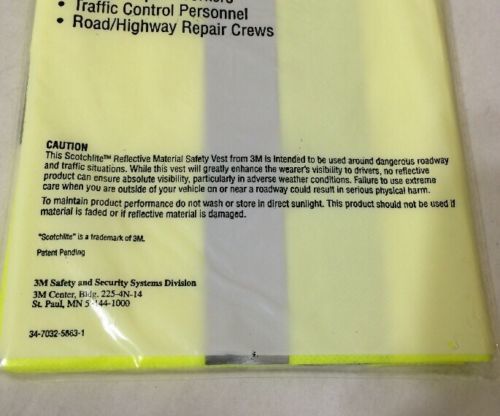 • Traffic Control Personnel
• Road/Highway Repair Crews
CAUTION
This Scotchlite™ Reflective Material Safety Vest from 3M is intended to be used around dangerous roadway
and traffic situations. While this vest will greatly enhance the wearer's visibility to drivers, no reflective
product can ensure absolute visibility, particularly in adverse weather conditions. Failure to use extreme
care when you are outside of your vehicle on or near a roadway could result in serious physical harm.
To maintain product performance do not wash or store in direct sunlight. This product should not be used if
material is faded or if reflective material is damaged.
"Scotchlite" is a trademark of 3M.
Patent Pending
3M Safety and Security Systems Division
3M Center, Bldg. 225-4N-14
St. Paul, MN
34-7032-5863-1